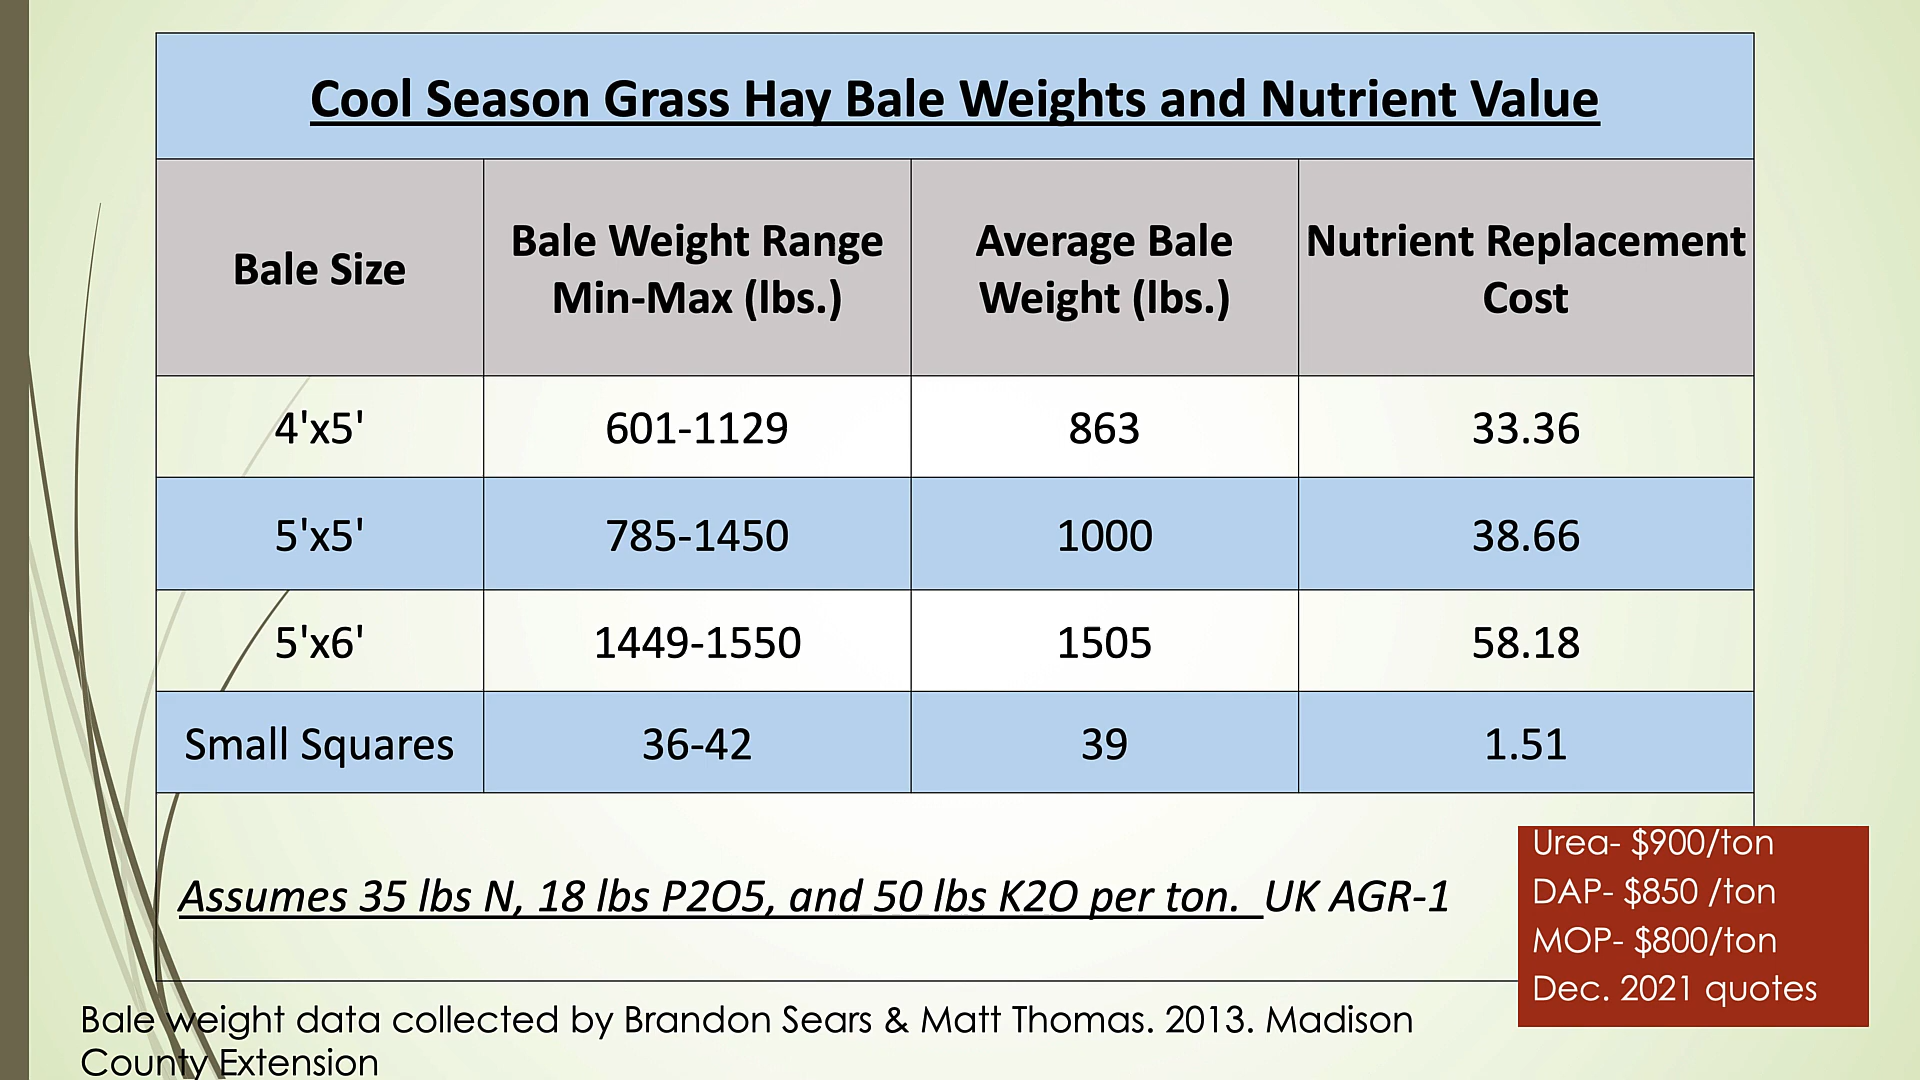 Cool Season Grass Hay Bale Weights and Nutrient Value
Bale Size
Bale Weight Range
Min-Max (lbs.)
Average Bale
Weight (lbs.)
Nutrient Replacement
Cost
4'x5'
601-1129
863
33.36
5'x5'
785-1450
1000
38.66
5'x6'
1449-1550
1505
58.18
Small Squares
36-42
39
1.51
Assumes 35 lbs N, 18 lbs P2O5, and 50 lbs K2O per ton. UK AGR-1
Urea- $900/ton
DAP- $850 /ton
MOP- $800/ton
Dec. 2021 quotes
Bale weight data collected by Brandon Sears & Matt Thomas. 2013. Madison
County Extension